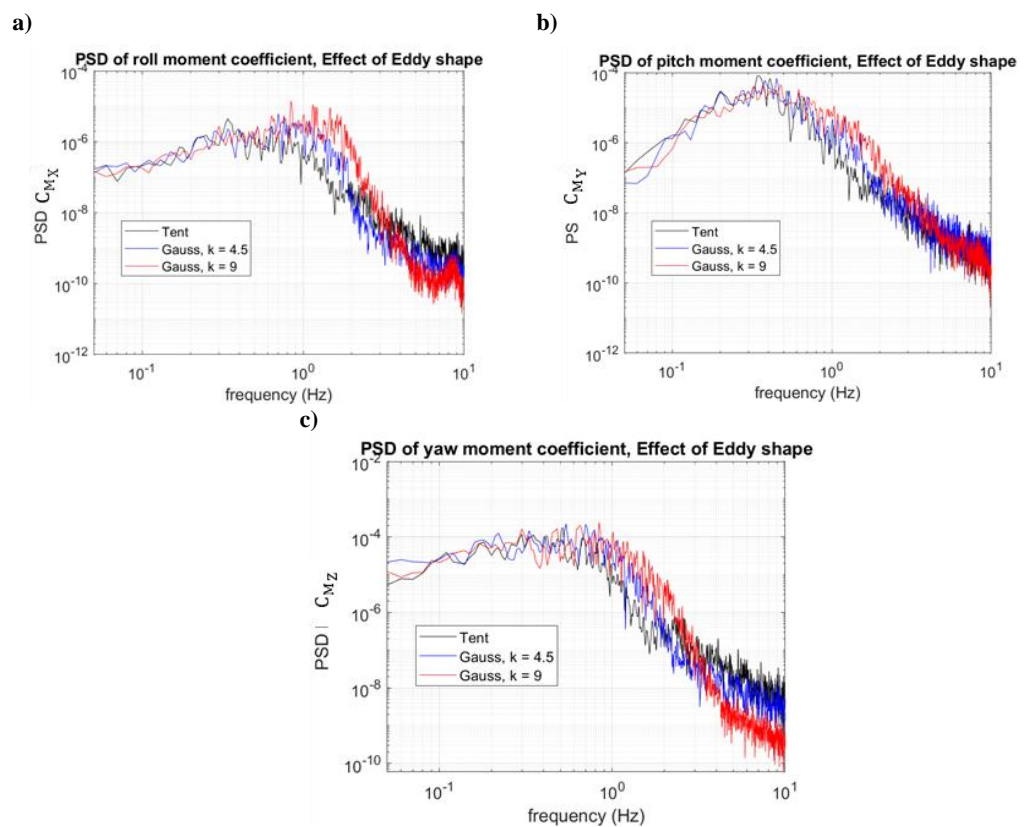 a)
PSD of roll moment coefficient, Effect of Eddy shape
10^-4
10^-6
10^-8
10^-10
10^-12
PSD C_MX
Tent
Gauss, k = 4.5
Gauss, k = 9
10^-1
10^0
10^1
frequency (Hz)
b)
PSD of pitch moment coefficient, Effect of Eddy shape
10^-4
10^-6
10^-8
10^-10
10^-12
PS C_MY
Tent
Gauss, k = 4.5
Gauss, k = 9
10^-1
10^0
10^1
frequency (Hz)
c)
PSD of yaw moment coefficient, Effect of Eddy shape
10^-2
10^-4
10^-6
10^-8
10^-10
PSD | C_MZ
Tent
Gauss, k = 4.5
Gauss, k = 9
10^-1
10^0
10^1
frequency (Hz)